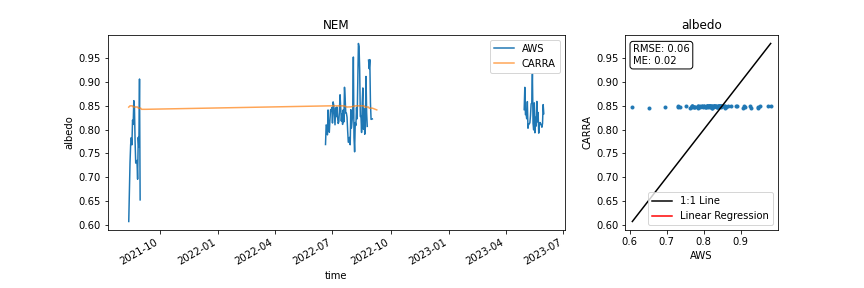 NEM
albedo
0.95
0.90
0.85
0.80
0.75
0.70
0.65
0.60
AWS
CARRA
2021-10
2022-01
2022-04
2022-07
2022-10
2023-01
2023-04
2023-07
time
albedo
CARRA
0.95
0.90
0.85
0.80
0.75
0.70
0.65
0.60
RMSE: 0.06
ME: 0.02
1:1 Line
Linear Regression
0.6
0.7
0.8
0.9
AWS